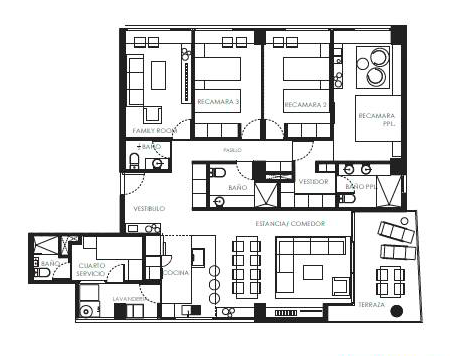 RECAMARA 3
RECAMARA 2
RECAMARA
PPL.
FAMILY ROOM
BAÑO
PASILLO
BAÑO
VESTIDOR
BAÑO PPL.
VESTIBULO
ESTANCIA/ COMEDOR
BAÑO
CUARTO
SERVICIO
COCINA
LAVANDERIA
TERRAZA